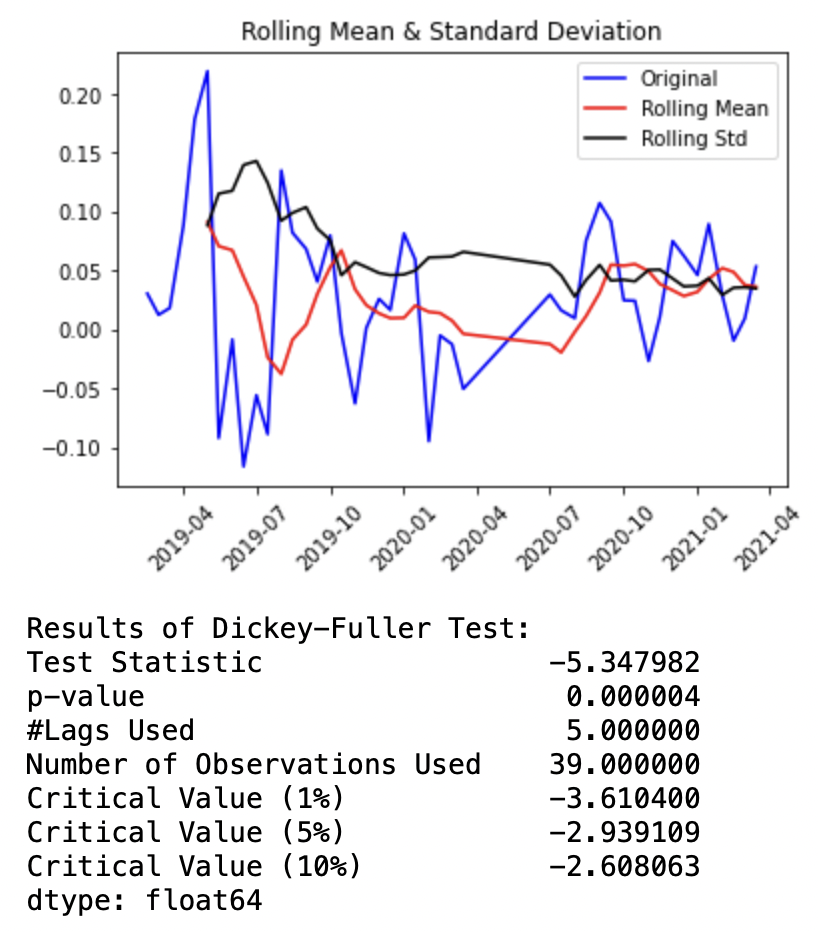 Rolling Mean & Standard Deviation
Original
Rolling Mean
Rolling Std
0.20
0.15
0.10
0.05
0.00
−0.05
−0.10
2019-04
2019-07
2019-10
2020-01
2020-04
2020-07
2020-10
2021-01
2021-04
Results of Dickey-Fuller Test:
Test Statistic -5.347982
p-value 0.000004
#Lags Used 5.000000
Number of Observations Used 39.000000
Critical Value (1%) -3.610400
Critical Value (5%) -2.939109
Critical Value (10%) -2.608063
dtype: float64